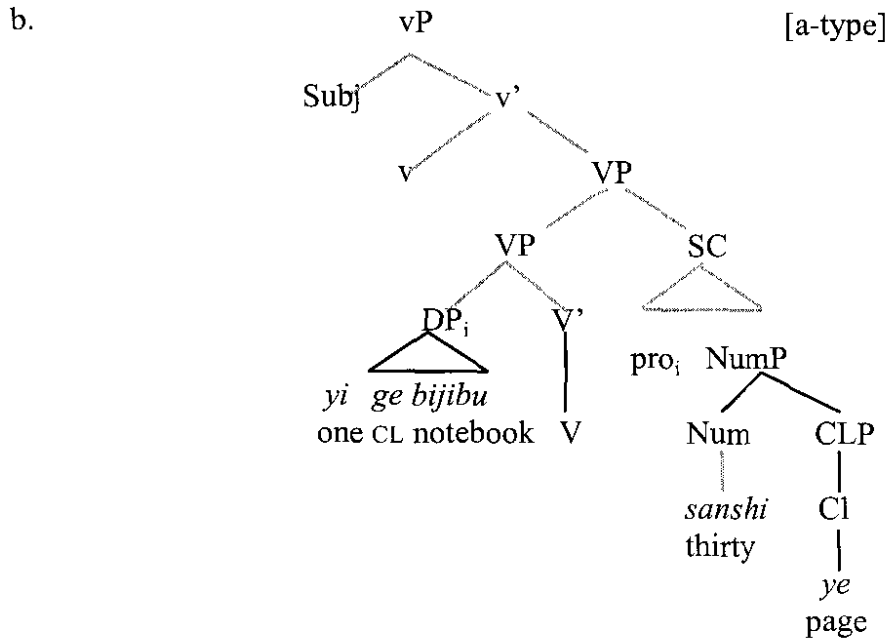 b. vP [a-type]
Subj v'
v VP
VP SC
DPi V'
proi NumP
yi ge bijibu
one CL notebook V Num CLP
sanshi Cl
thirty
ye
page